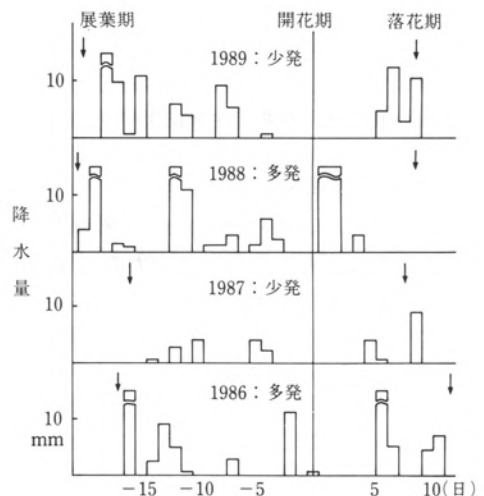 展葉期 開花期 落花期
10 1989：少発
10 1988：多発
降水量
10 1987：少発
10 1986：多発
mm
－15 －10 －5 5 10(日)